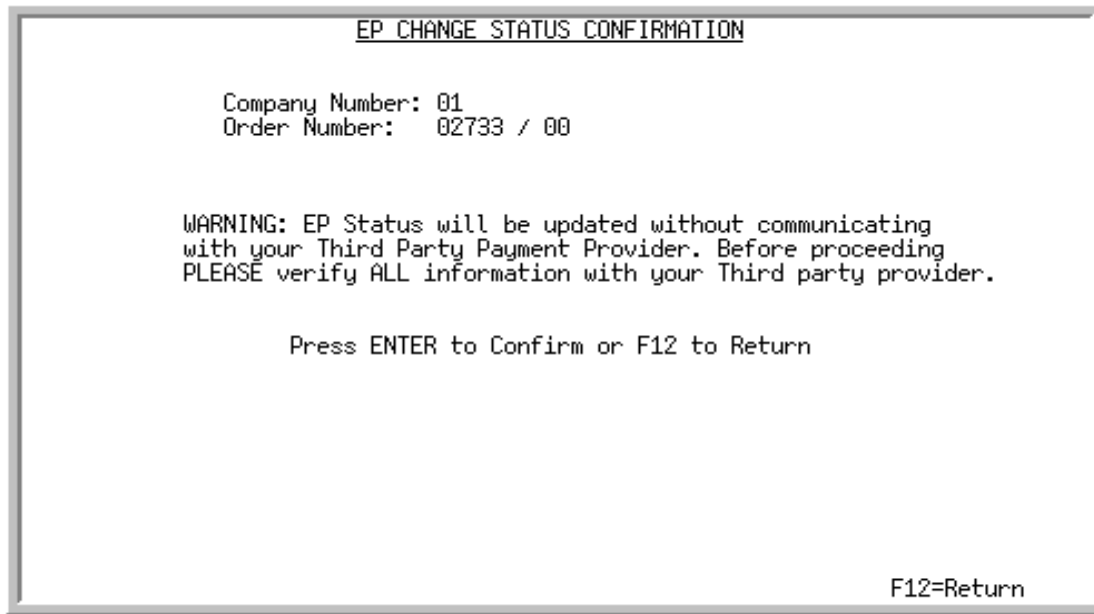 EP CHANGE STATUS CONFIRMATION
Company Number: 01
Order Number: 02733 / 00
WARNING: EP Status will be updated without communicating
with your Third Party Payment Provider. Before proceeding
PLEASE verify ALL information with your Third party provider.
Press ENTER to Confirm or F12 to Return
F12=Return